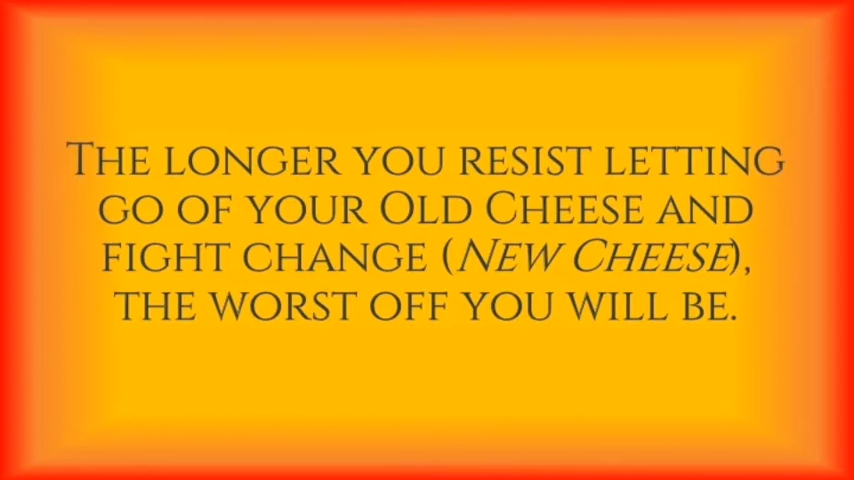 The longer you resist letting
go of your Old Cheese and
fight change (New Cheese),
the worst off you will be.